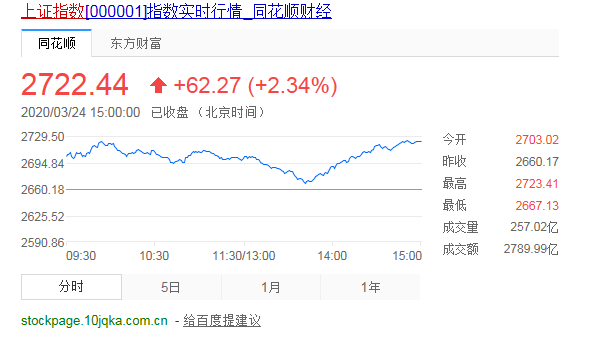 上证指数[000001]指数实时行情_同花顺财经
同花顺 东方财富
2722.44 +62.27 (+2.34%)
2020/03/24 15:00:00 已收盘 （北京时间）
2729.50
2694.84
2660.18
2625.52
2590.86
09:30 10:30 11:30/13:00 14:00 15:00
今开 2703.02
昨收 2660.17
最高 2723.41
最低 2667.13
成交量 257.02亿
成交额 2789.99亿
分时 5日 1月 1年
stockpage.10jqka.com.cn - 给百度提建议